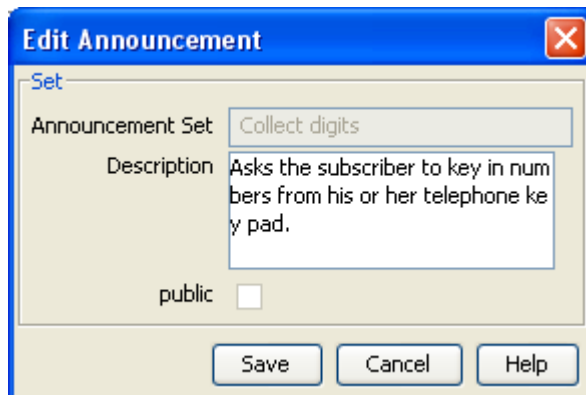 Edit Announcement
Set
Announcement Set Collect digits
Description Asks the subscriber to key in num
bers from his or her telephone ke
y pad.
public
Save Cancel Help